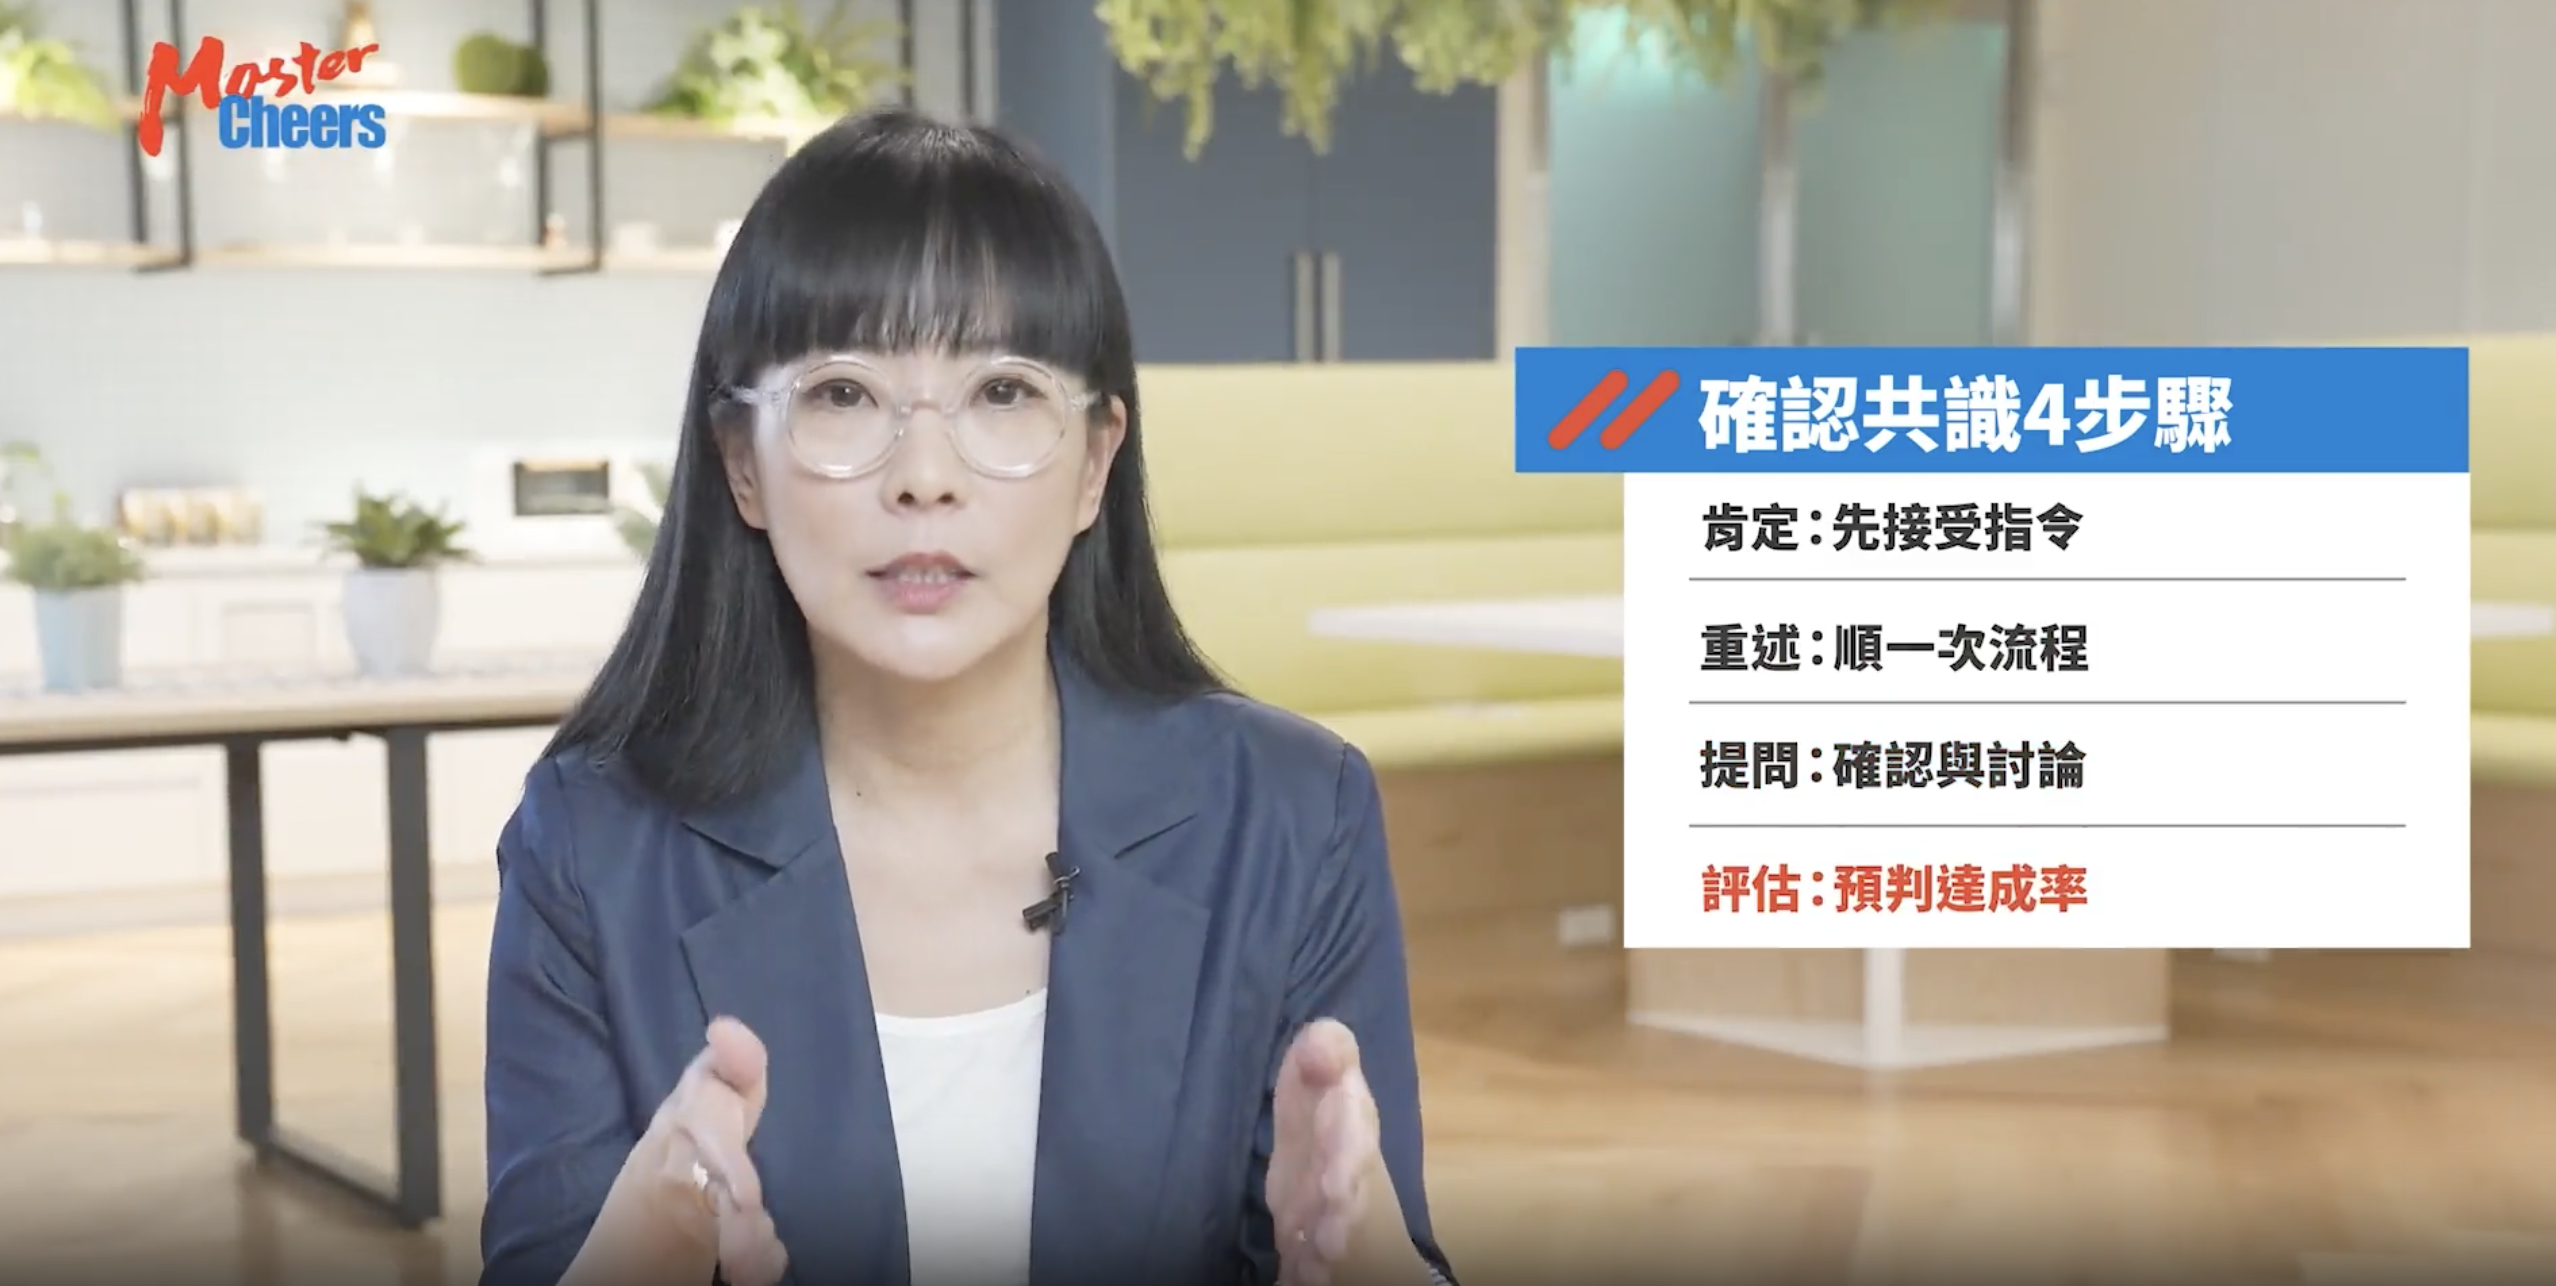 Master
Cheers
確認共識4步驟
肯定：先接受指令
重述：順一次流程
提問：確認與討論
評估：預判達成率